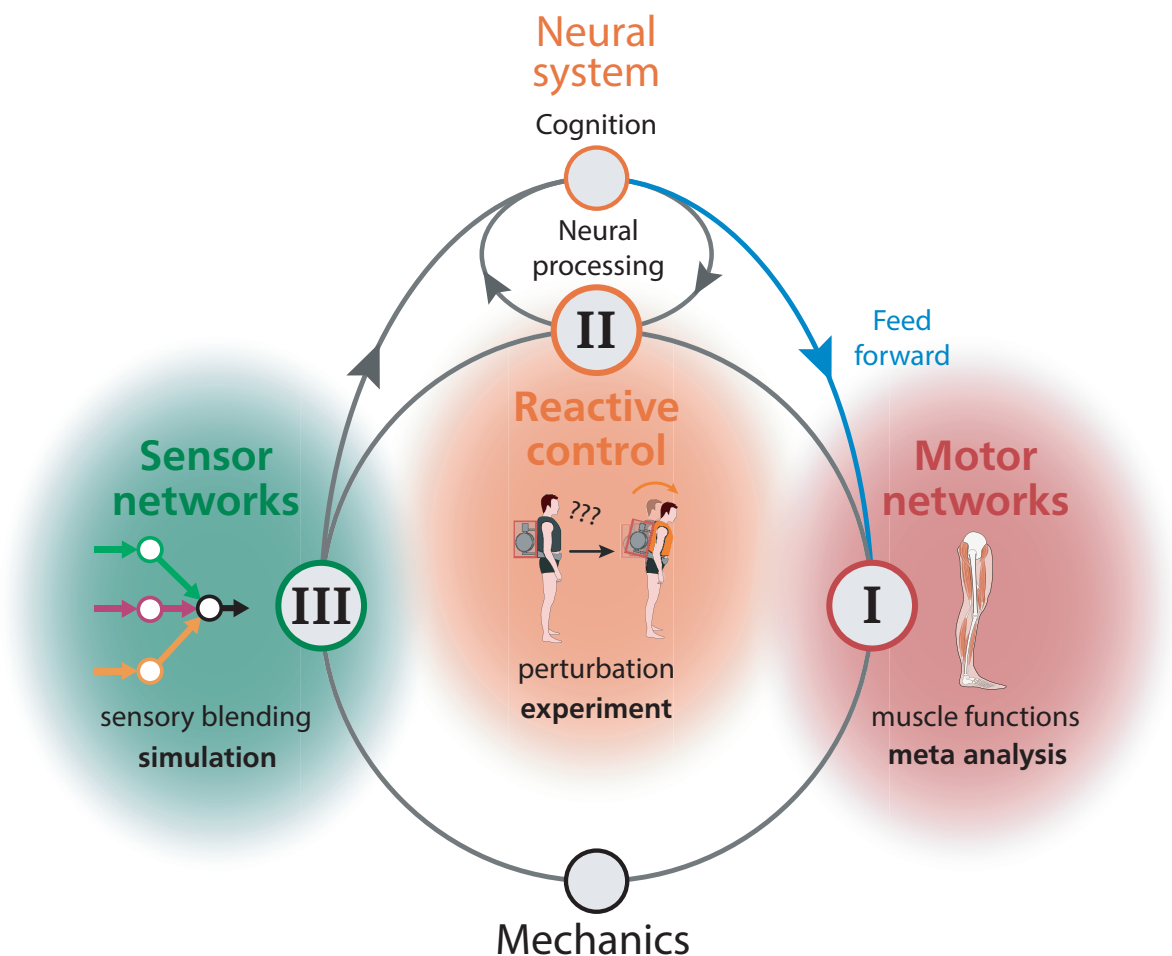 Neural
system
Cognition
Neural
processing
II
Feed
forward
Reactive
control
Sensor
networks
Motor
networks
???
III
I
perturbation
experiment
sensory blending
simulation
muscle functions
meta analysis
Mechanics